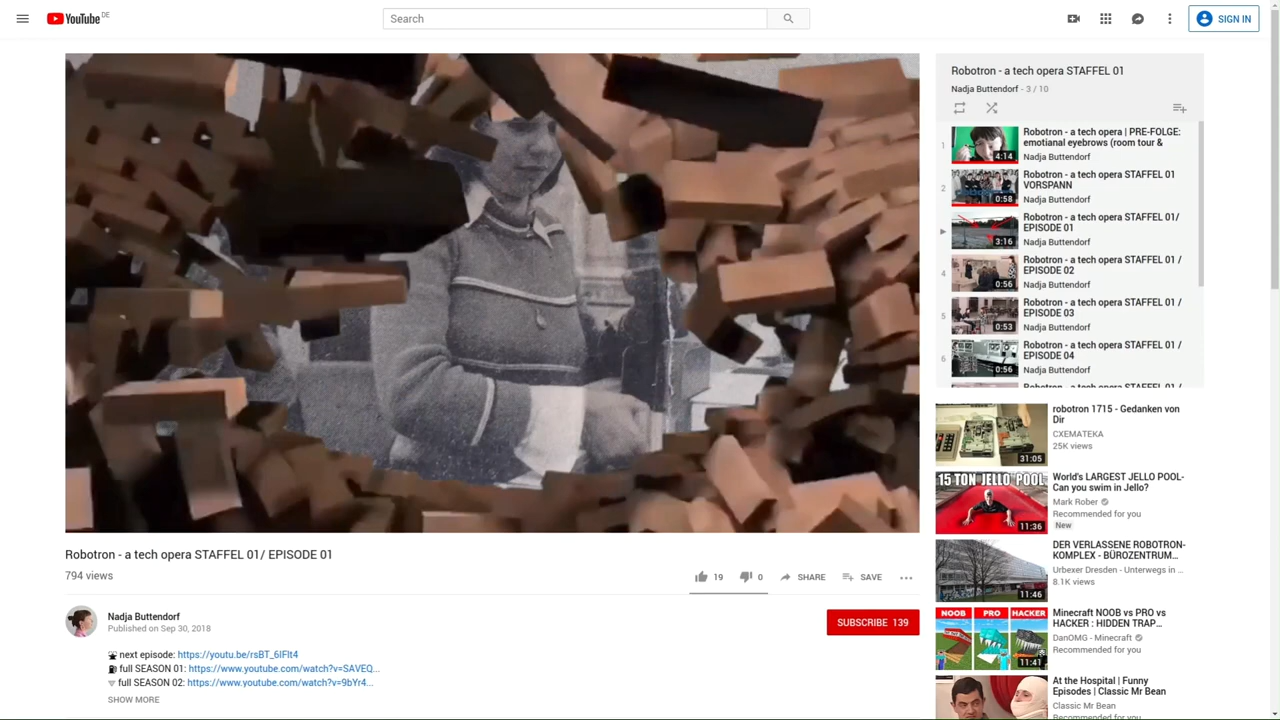 YouTube DE
Search
SIGN IN
Robotron - a tech opera STAFFEL 01
Nadja Buttendorf - 3 / 10
1
4:14
Robotron - a tech opera | PRE-FOLGE:
emotianal eyebrows (room tour &
Nadja Buttendorf
2
0:58
Robotron - a tech opera STAFFEL 01
VORSPANN
Nadja Buttendorf
3:16
Robotron - a tech opera STAFFEL 01/
EPISODE 01
Nadja Buttendorf
4
0:56
Robotron - a tech opera STAFFEL 01 /
EPISODE 02
Nadja Buttendorf
5
0:53
Robotron - a tech opera STAFFEL 01 /
EPISODE 03
Nadja Buttendorf
6
0:56
Robotron - a tech opera STAFFEL 01 /
EPISODE 04
Nadja Buttendorf
Robotron - a tech opera STAFFEL 01 /
31:05
robotron 1715 - Gedanken von
Dir
CXEMATEKA
25K views
15 TON JELLO POOL
11:36
World's LARGEST JELLO POOL-
Can you swim in Jello?
Mark Rober
Recommended for you
New
11:46
DER VERLASSENE ROBOTRON-
KOMPLEX - BÜROZENTRUM...
Urbexer Dresden - Unterwegs in ...
8.1K views
NOOB PRO HACKER
11:41
Minecraft NOOB vs PRO vs
HACKER : HIDDEN TRAP...
DanOMG - Minecraft
Recommended for you
At the Hospital | Funny
Episodes | Classic Mr Bean
Classic Mr Bean
Recommended for you
Robotron - a tech opera STAFFEL 01/ EPISODE 01
794 views
19 0 SHARE SAVE
Nadja Buttendorf
Published on Sep 30, 2018
SUBSCRIBE 139
next episode: https://youtu.be/rsBT_6IFIt4
full SEASON 01: https://www.youtube.com/watch?v=SAVEQ...
full SEASON 02: https://www.youtube.com/watch?v=9bYr4...
SHOW MORE